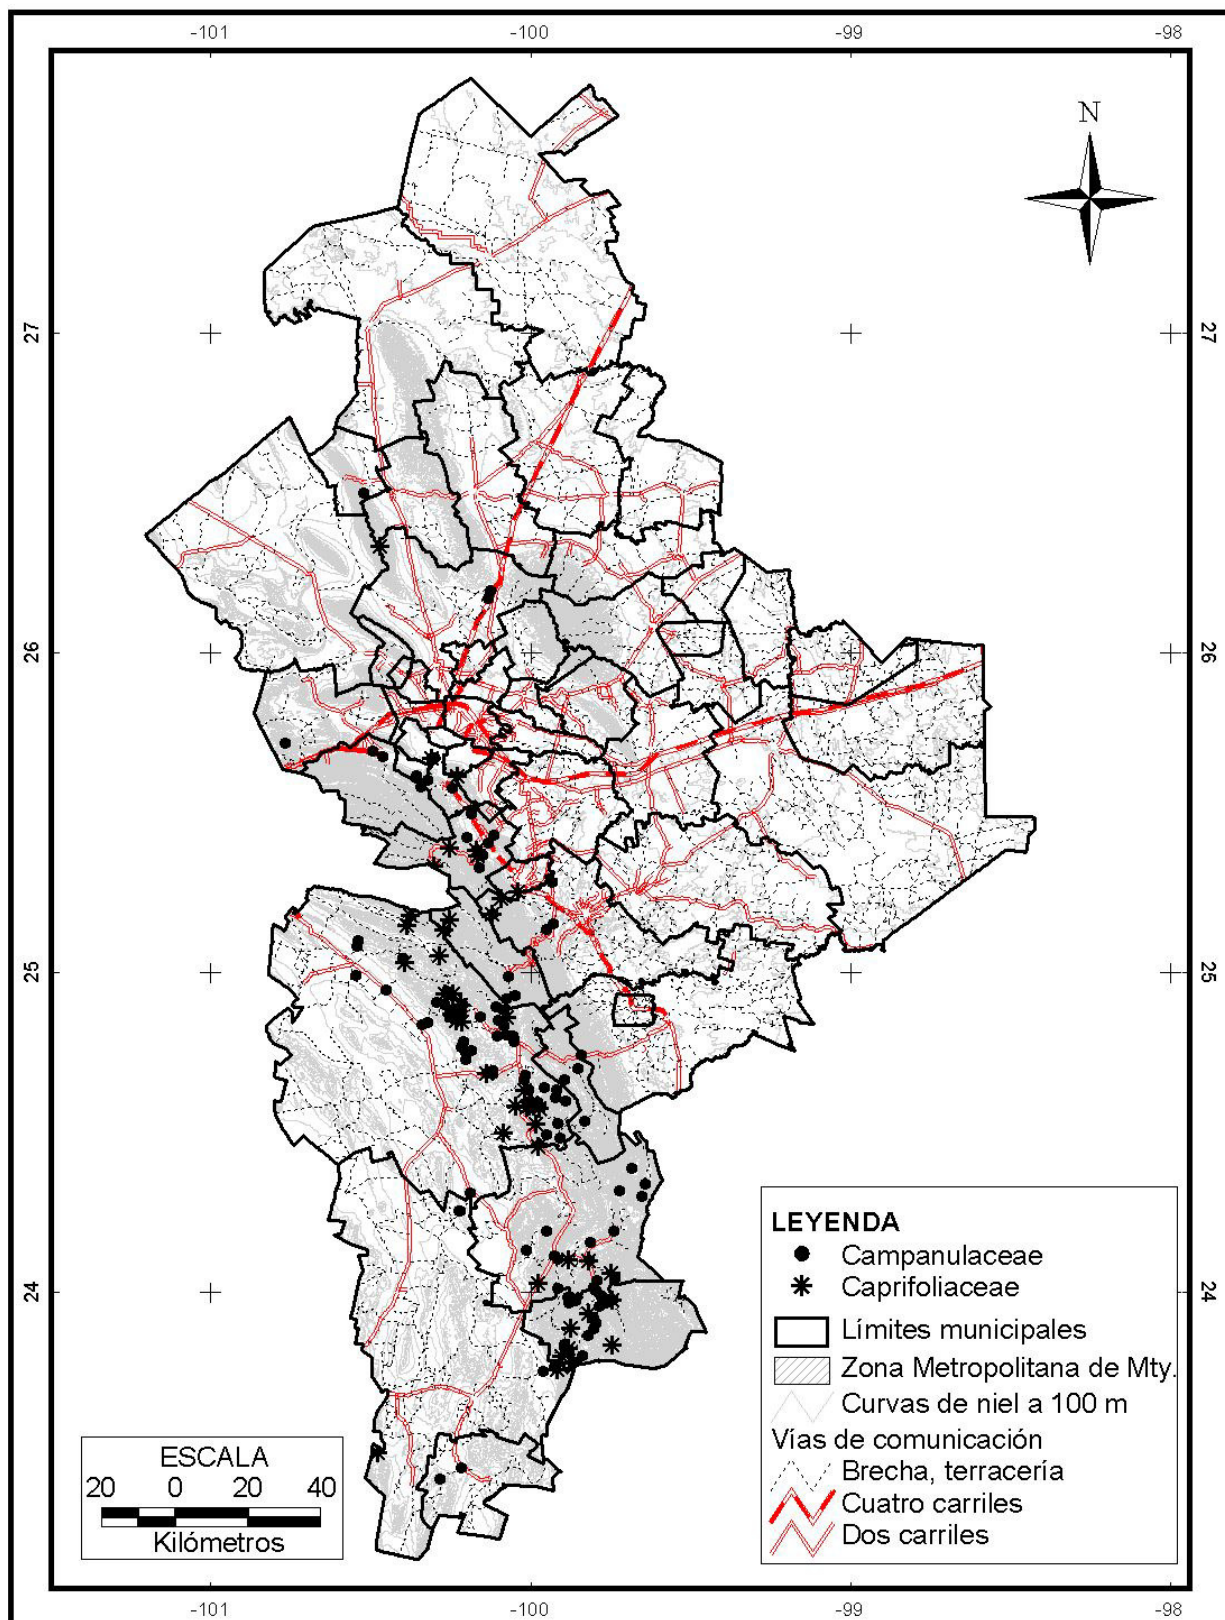 -101 -100 -99 -98
N
27 27
26 26
25 25
24 24
LEYENDA
Campanulaceae
Caprifoliaceae
Límites municipales
Zona Metropolitana de Mty.
Curvas de niel a 100 m
Vías de comunicación
Brecha, terracería
Cuatro carriles
Dos carriles
ESCALA
20 0 20 40
Kilómetros
-101 -100 -99 -98